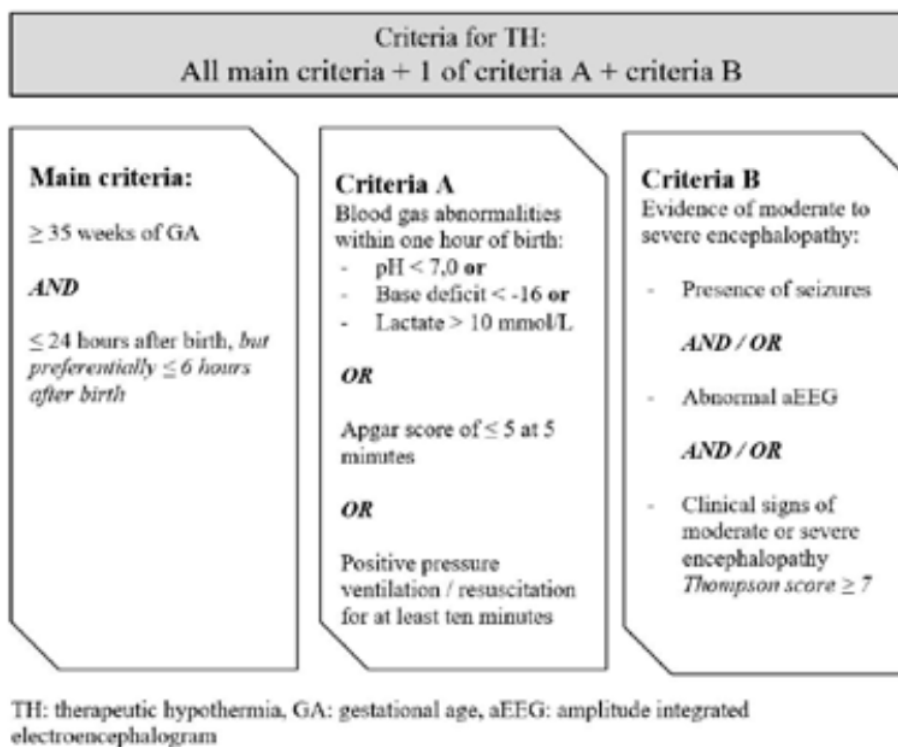 Criteria for TH:
All main criteria + 1 of criteria A + criteria B
Main criteria:
≥ 35 weeks of GA
AND
≤ 24 hours after birth, but
preferentially ≤ 6 hours
after birth
Criteria A
Blood gas abnormalities
within one hour of birth:
- pH < 7,0 or
- Base deficit < -16 or
- Lactate > 10 mmol/L
OR
Apgar score of ≤ 5 at 5
minutes
OR
Positive pressure
ventilation / resuscitation
for at least ten minutes
Criteria B
Evidence of moderate to
severe encephalopathy:
- Presence of seizures
AND / OR
- Abnormal aEEG
AND / OR
- Clinical signs of
moderate or severe
encephalopathy
Thompson score ≥ 7
TH: therapeutic hypothermia, GA: gestational age, aEEG: amplitude integrated
electroencephalogram